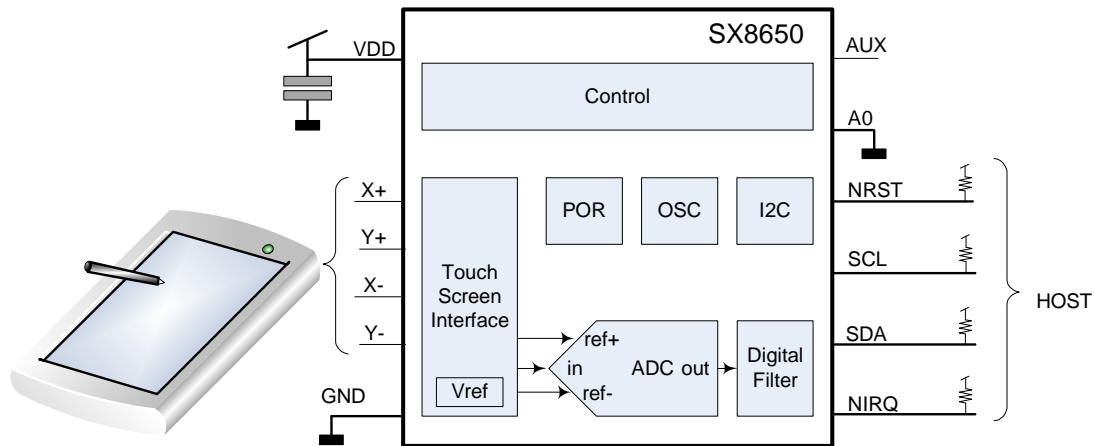 SX8650
VDD
AUX
Control
A0
X+
NRST
POR
OSC
I2C
Y+
SCL
Touch
Screen
Interface
X-
HOST
Y-
SDA
ref+
in
ADC out
ref-
Digital
Filter
Vref
GND
NIRQ